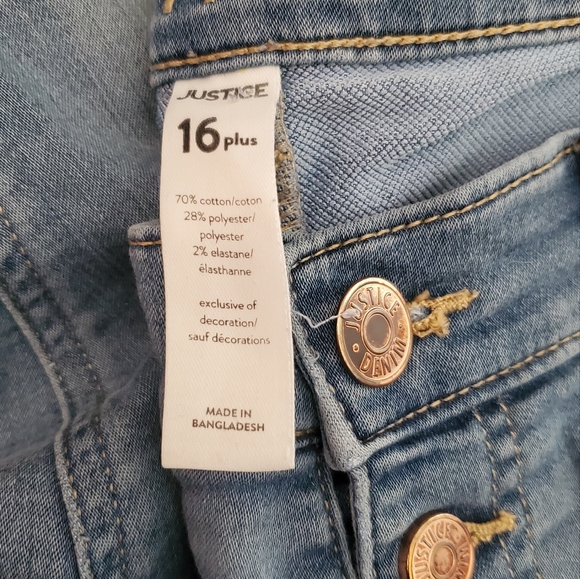 JUSTICE
16 plus
70% cotton/coton
28% polyester/
polyester
2% elastane/
élasthanne
exclusive of
decoration/
sauf décorations
MADE IN
BANGLADESH
JUSTICE
DENIM
JUSTICE